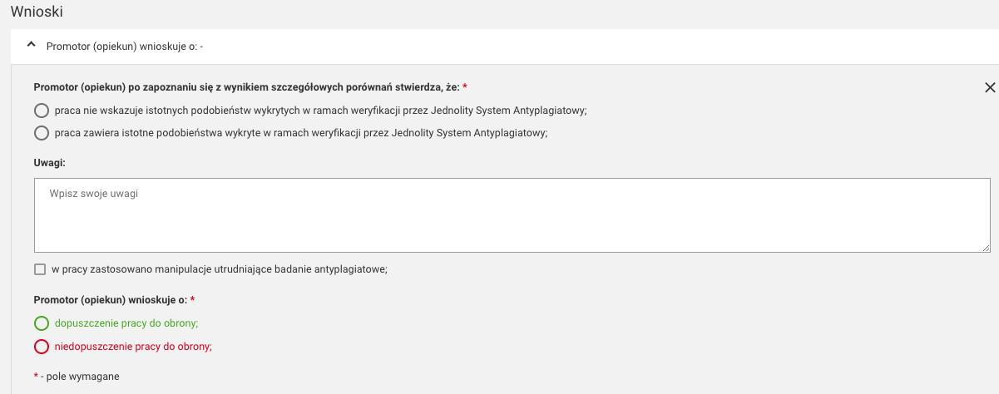 Wnioski
Promotor (opiekun) wnioskuje o: -
Promotor (opiekun) po zapoznaniu się z wynikiem szczegółowych porównań stwierdza, że: *
praca nie wskazuje istotnych podobieństw wykrytych w ramach weryfikacji przez Jednolity System Antyplagiatowy;
praca zawiera istotne podobieństwa wykryte w ramach weryfikacji przez Jednolity System Antyplagiatowy;
Uwagi:
Wpisz swoje uwagi
w pracy zastosowano manipulacje utrudniające badanie antyplagiatowe;
Promotor (opiekun) wnioskuje o: *
dopuszczenie pracy do obrony;
niedopuszczenie pracy do obrony;
* - pole wymagane